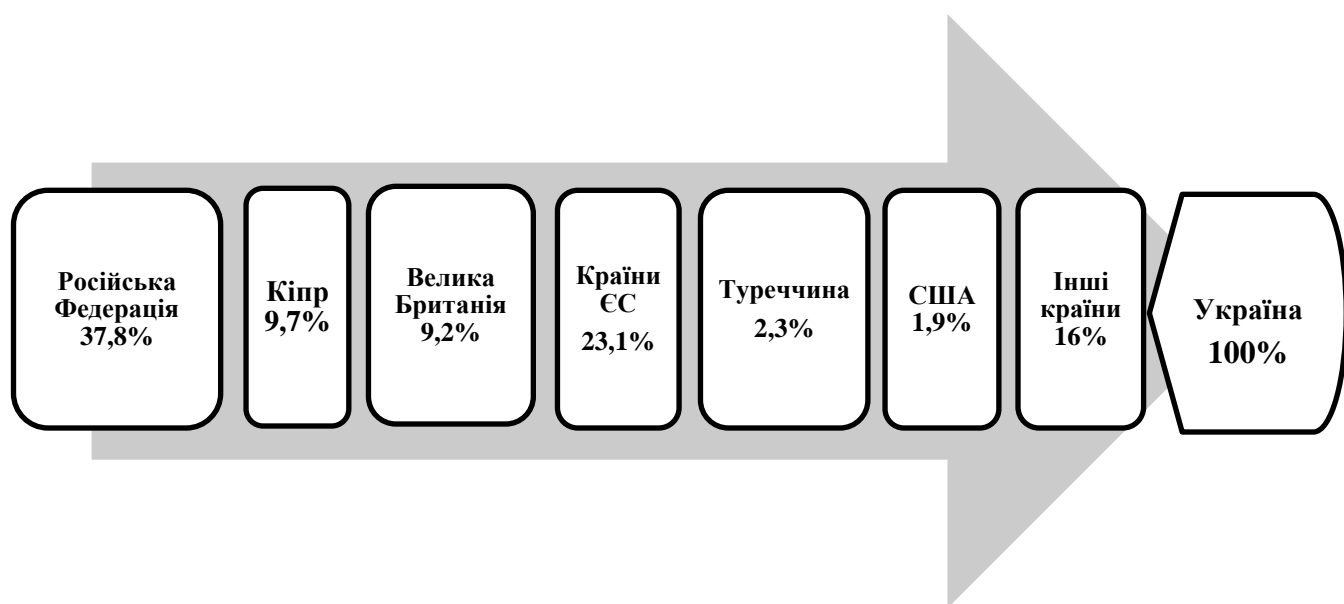 Російська
Федерація
37,8%
Кіпр
9,7%
Велика
Британія
9,2%
Країни
ЄС
23,1%
Туреччина
2,3%
США
1,9%
Інші
країни
16%
Україна
100%